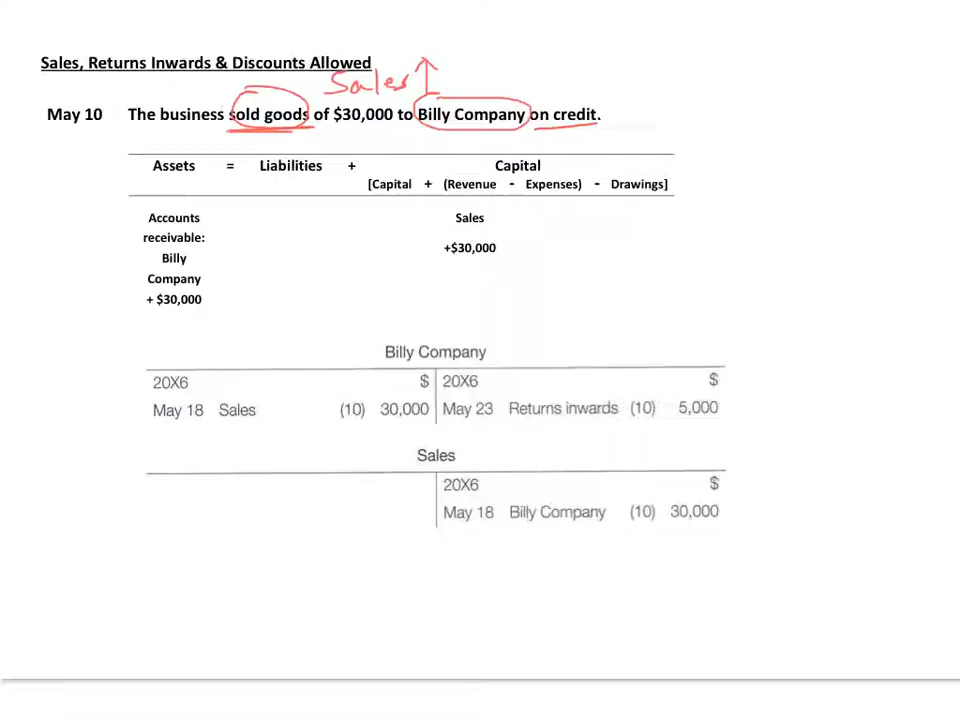 Sales, Returns Inwards & Discounts Allowed
Sales ↑
May 10 The business sold goods of $30,000 to Billy Company on credit.
Assets = Liabilities + Capital
[Capital + (Revenue - Expenses) - Drawings]
Accounts Sales
receivable:
+$30,000
Billy
Company
+ $30,000
Billy Company
20X6 $ 20X6 $
May 18 Sales (10) 30,000 May 23 Returns inwards (10) 5,000
Sales
20X6 $
May 18 Billy Company (10) 30,000